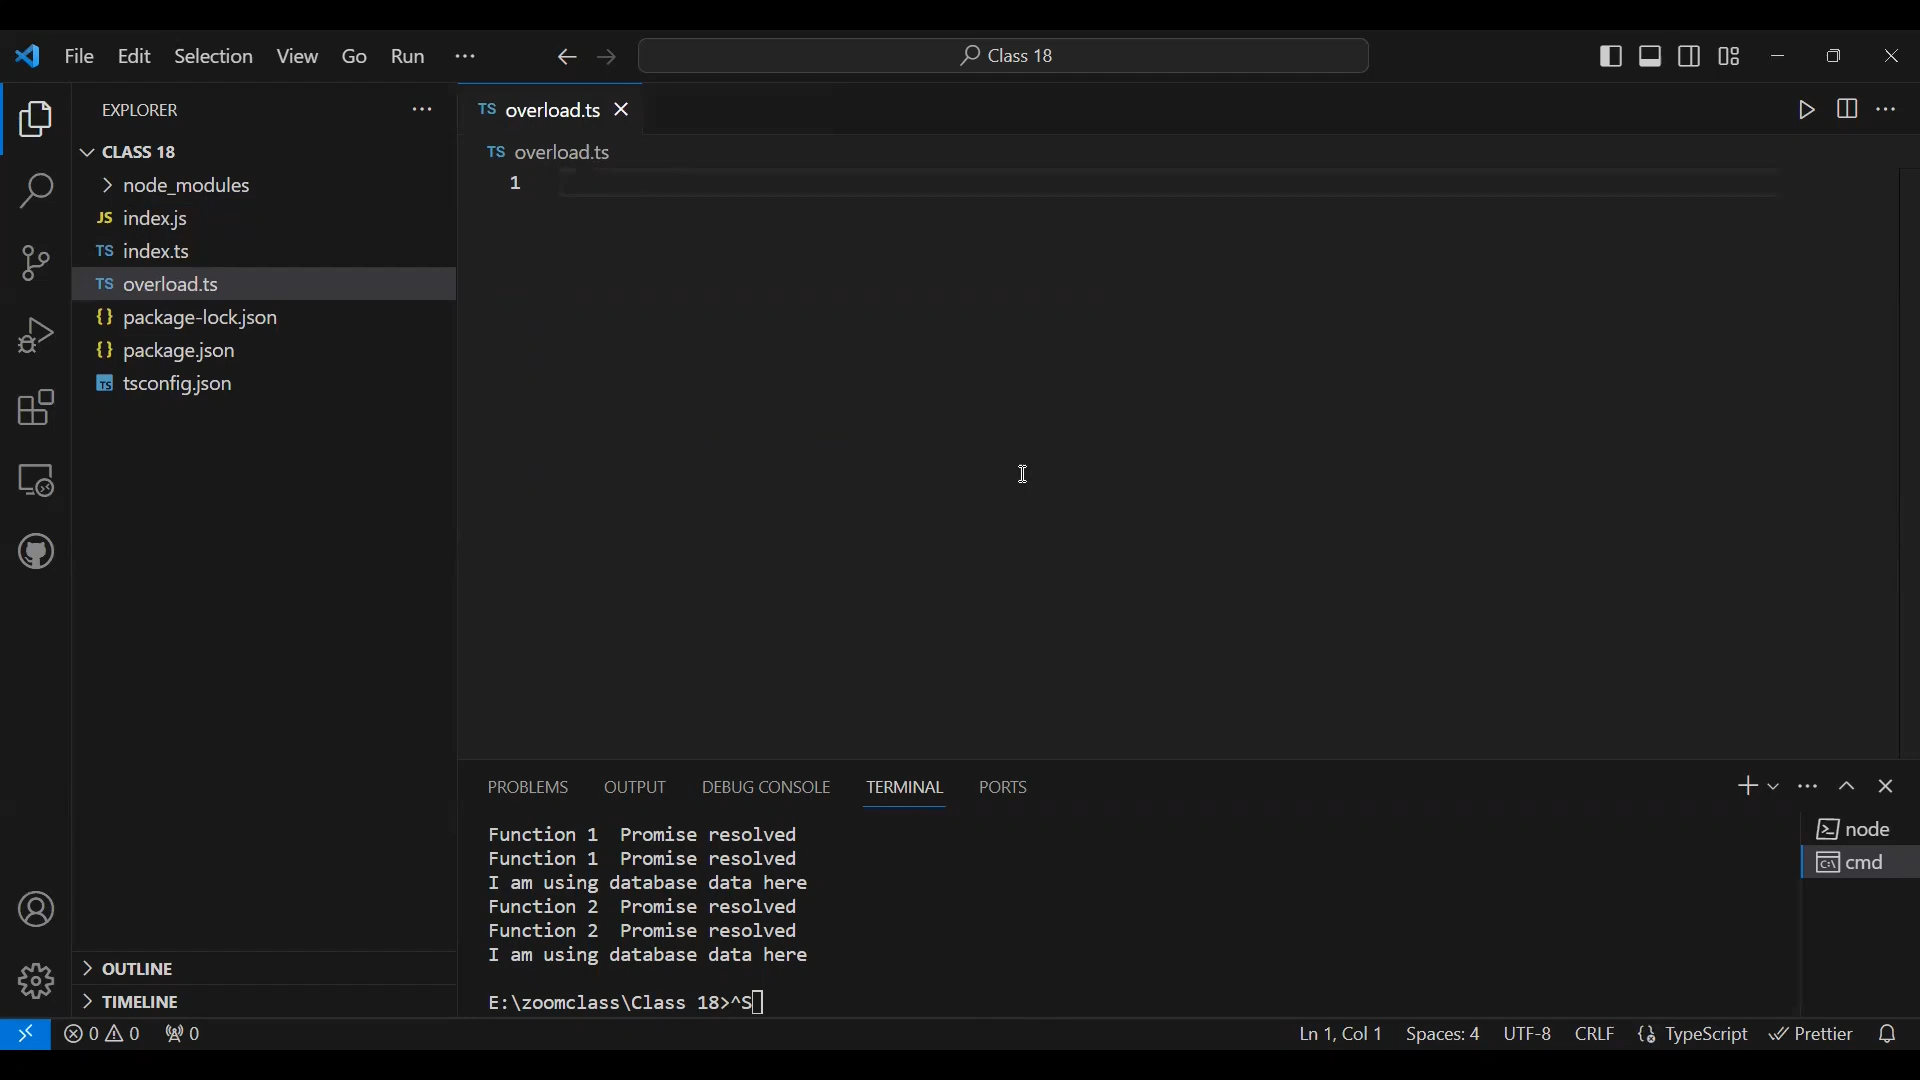 File Edit Selection View Go Run ··· Class 18
EXPLORER ···
TS overload.ts
CLASS 18
TS overload.ts
node_modules
1
JS index.js
TS index.ts
TS overload.ts
{} package-lock.json
{} package.json
TS tsconfig.json
PROBLEMS OUTPUT DEBUG CONSOLE TERMINAL PORTS
Function 1  Promise resolved
Function 1  Promise resolved
I am using database data here
Function 2  Promise resolved
Function 2  Promise resolved
I am using database data here
E:\zoomclass\Class 18>^S
node
cmd
OUTLINE
TIMELINE
0 0 0 Ln 1, Col 1 Spaces: 4 UTF-8 CRLF {} TypeScript Prettier